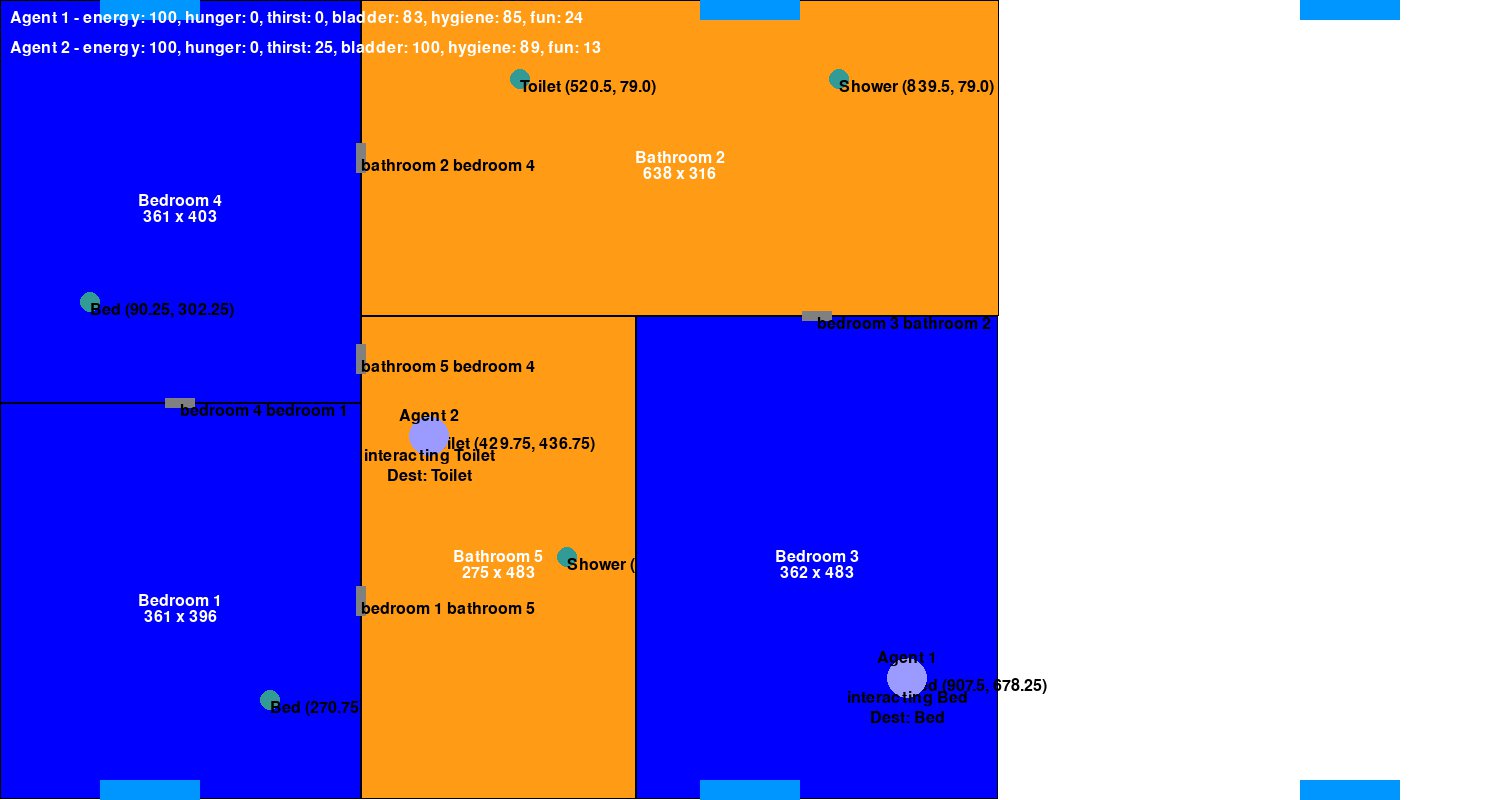 Agent 1 - energy: 100, hunger: 0, thirst: 0, bladder: 83, hygiene: 85, fun: 24
Agent 2 - energy: 100, hunger: 0, thirst: 25, bladder: 100, hygiene: 89, fun: 13
Toilet (520.5, 79.0)
Shower (839.5, 79.0)
bathroom 2 bedroom 4
Bathroom 2
638 x 316
Bedroom 4
361 x 403
Bed (90.25, 302.25)
bedroom 3 bathroom 2
bathroom 5 bedroom 4
bedroom 4 bedroom 1
Agent 2
ilet (429.75, 436.75)
interacting Toilet
Dest: Toilet
Bathroom 5
275 x 483
Shower (
Bedroom 3
362 x 483
Bedroom 1
361 x 396
bedroom 1 bathroom 5
Agent 1
d (907.5, 678.25)
interacting Bed
Dest: Bed
Bed (270.75